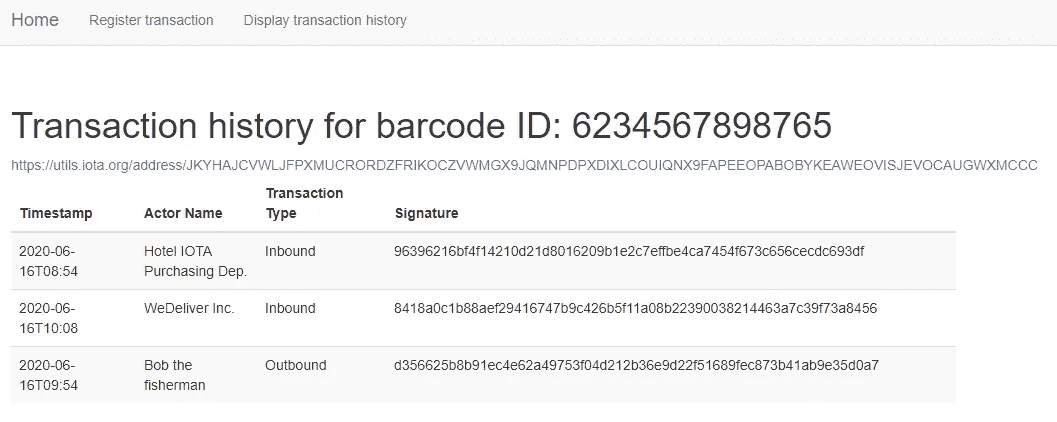 Home Register transaction Display transaction history
Transaction history for barcode ID: 6234567898765
https://utils.iota.org/address/JKYHAJCVWLJFPXMUCRORDZFRIKOCZVWMGX9JQMNPDPXDIXLCOUIQNX9FAPEEOPABOBYKEAWEOVISJEVOCAUGWXMCCC
Transaction
Timestamp Actor Name Type Signature
2020-06- Hotel IOTA Inbound 96396216bf4f14210d21d8016209b1e2c7effbe4ca7454f673c656cecdc693df
16T08:54 Purchasing Dep.
2020-06- WeDeliver Inc. Inbound 8418a0c1b88aef29416747b9c426b5f11a08b22390038214463a7c39f73a8456
16T10:08
2020-06- Bob the Outbound d356625b8b91ec4e62a49753f04d212b36e9d22f51689fec873b41ab9e35d0a7
16T09:54 fisherman